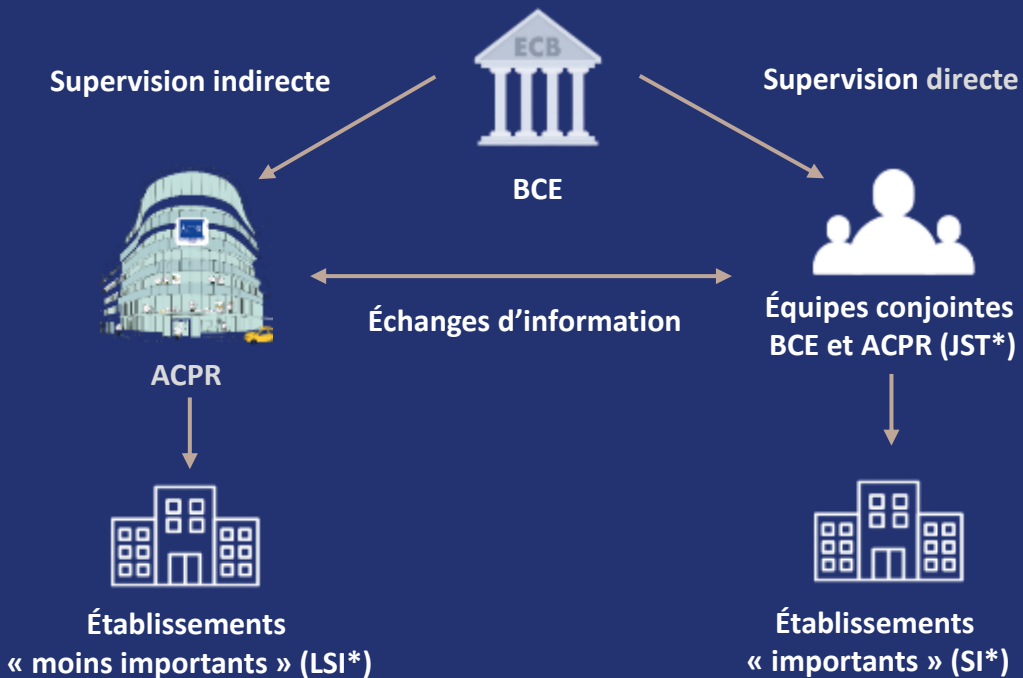 ECB
Supervision indirecte
Supervision directe
BCE
Échanges d’information
ACPR
Équipes conjointes
BCE et ACPR (JST*)
Établissements
« moins importants » (LSI*)
Établissements
« importants » (SI*)